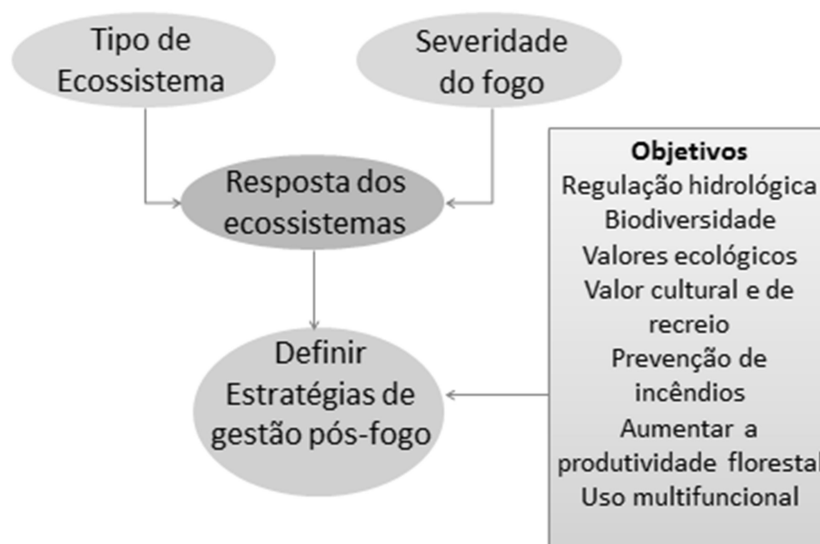 Tipo de
Ecossistema
Severidade
do fogo
Resposta dos
ecossistemas
Definir
Estratégias de
gestão pós-fogo
Objetivos
Regulação hidrológica
Biodiversidade
Valores ecológicos
Valor cultural e de
recreio
Prevenção de
incêndios
Aumentar a
produtividade florestal
Uso multifuncional